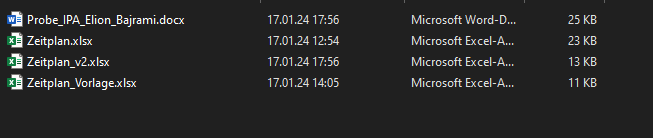 Probe_IPA_Elion_Bajrami.docx 17.01.24 17:56 Microsoft Word-D... 25 KB
Zeitplan.xlsx 17.01.24 12:54 Microsoft Excel-A... 23 KB
Zeitplan_v2.xlsx 17.01.24 17:56 Microsoft Excel-A... 13 KB
Zeitplan_Vorlage.xlsx 17.01.24 14:05 Microsoft Excel-A... 11 KB